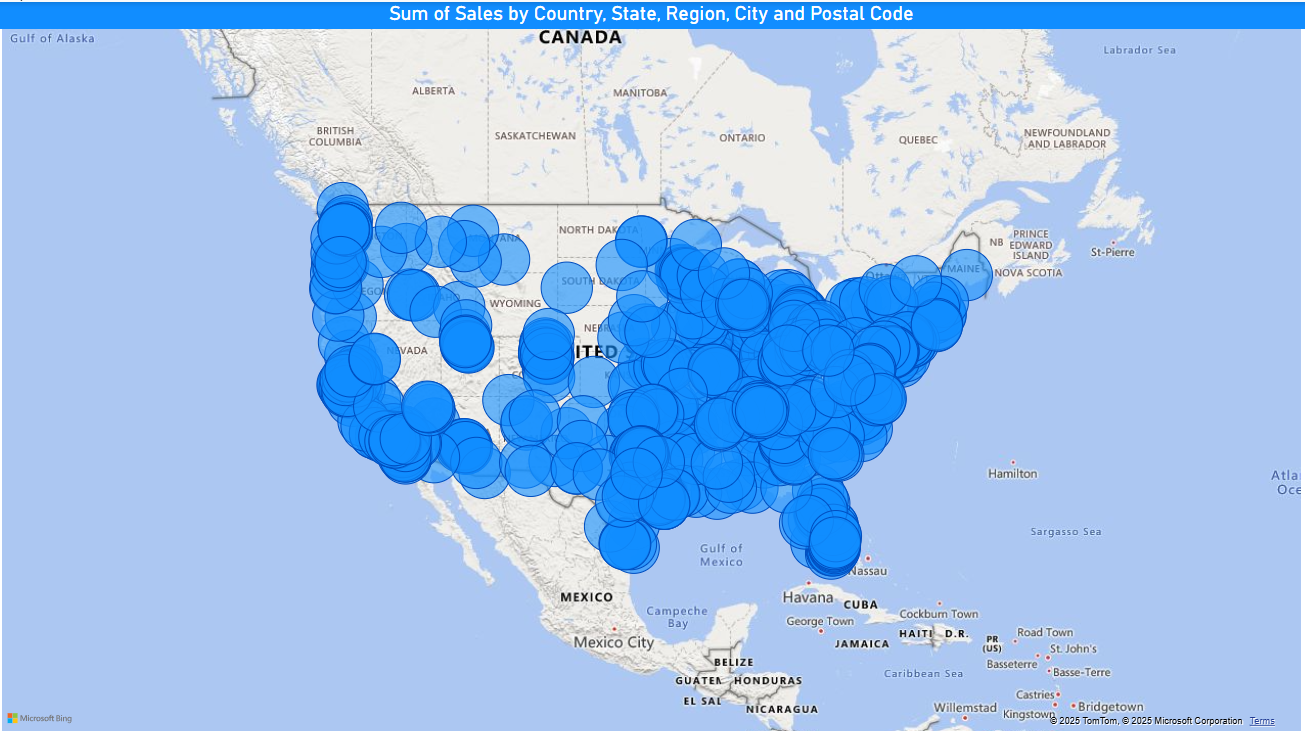 Sum of Sales by Country, State, Region, City and Postal Code
Gulf of Alaska
CANADA
Labrador Sea
ALBERTA
MANITOBA
BRITISH
COLUMBIA
SASKATCHEWAN
ONTARIO
QUEBEC
NEWFOUNDLAND
AND LABRADOR
NORTH DAKOTA
NB
PRINCE
EDWARD
ISLAND
St-Pierre
MAINE
NOVA SCOTIA
SOUTH DAKOTA
WYOMING
NEVADA
Hamilton
Sargasso Sea
Gulf of
Mexico
Nassau
MEXICO
Havana
CUBA
Campeche
Bay
Cockburn Town
George Town
Mexico City
JAMAICA
HAITI
D.R.
PR
(US)
Road Town
St. John's
Basseterre
Basse-Terre
BELIZE
Caribbean Sea
HONDURAS
EL SAL
Castries
NICARAGUA
Willemstad
Kingstown
Bridgetown
Microsoft Bing
© 2025 TomTom, © 2025 Microsoft Corporation
Terms